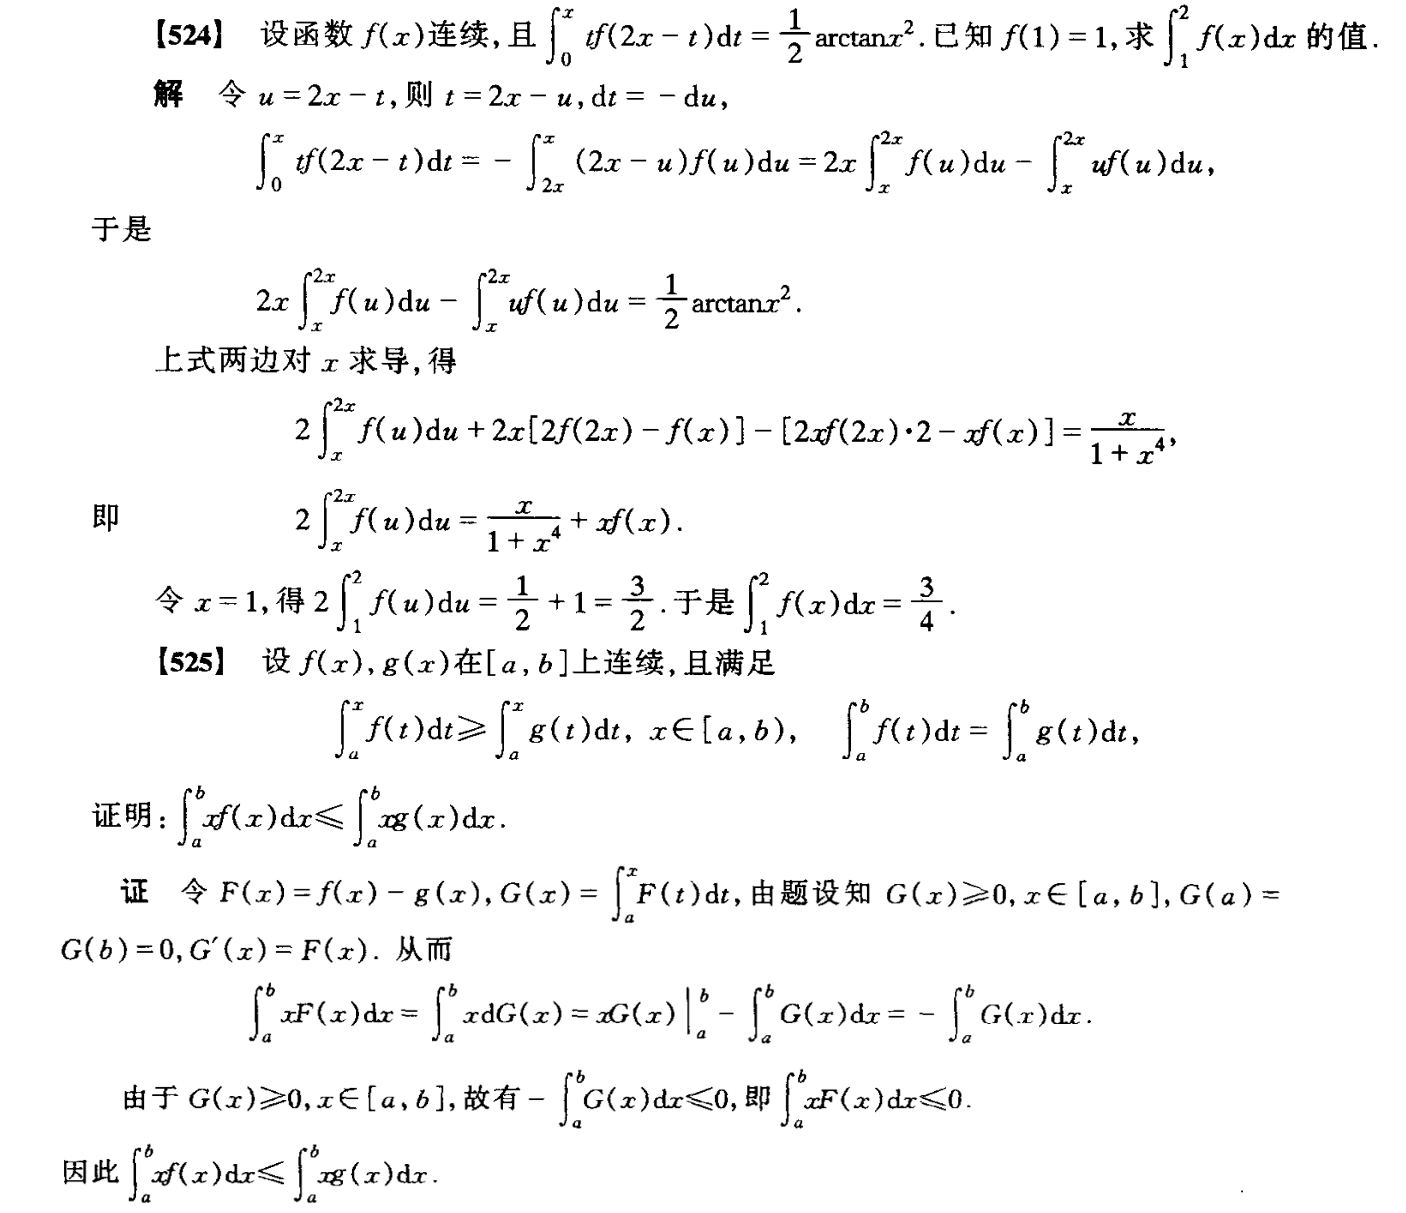 【524】 设函数 f(x)连续,且∫_0^x tf(2x-t)dt=1/2 arctanx².已知 f(1)=1,求∫_1^2 f(x)dx 的值.
解 令 u=2x-t,则 t=2x-u,dt=-du,
∫_0^x tf(2x-t)dt=-∫_{2x}^x (2x-u)f(u)du=2x∫_x^{2x} f(u)du-∫_x^{2x} uf(u)du,
于是
2x∫_x^{2x} f(u)du-∫_x^{2x} uf(u)du=1/2 arctanx².
上式两边对 x 求导,得
2∫_x^{2x} f(u)du+2x[2f(2x)-f(x)]-[2xf(2x)·2-xf(x)]=x/(1+x⁴),
即 2∫_x^{2x} f(u)du=x/(1+x⁴)+xf(x).
令 x=1,得 2∫_1^2 f(u)du=1/2+1=3/2.于是∫_1^2 f(x)dx=3/4.
【525】 设 f(x),g(x)在[a,b]上连续,且满足
∫_a^x f(t)dt≥∫_a^x g(t)dt, x∈[a,b), ∫_a^b f(t)dt=∫_a^b g(t)dt,
证明:∫_a^b xf(x)dx≤∫_a^b xg(x)dx.
证 令 F(x)=f(x)-g(x),G(x)=∫_a^x F(t)dt,由题设知 G(x)≥0,x∈[a,b],G(a)=
G(b)=0,G′(x)=F(x). 从而
∫_a^b xF(x)dx=∫_a^b xdG(x)=xG(x)|_a^b-∫_a^b G(x)dx=-∫_a^b G(x)dx.
由于 G(x)≥0,x∈[a,b],故有-∫_a^b G(x)dx≤0,即∫_a^b xF(x)dx≤0.
因此∫_a^b xf(x)dx≤∫_a^b xg(x)dx.